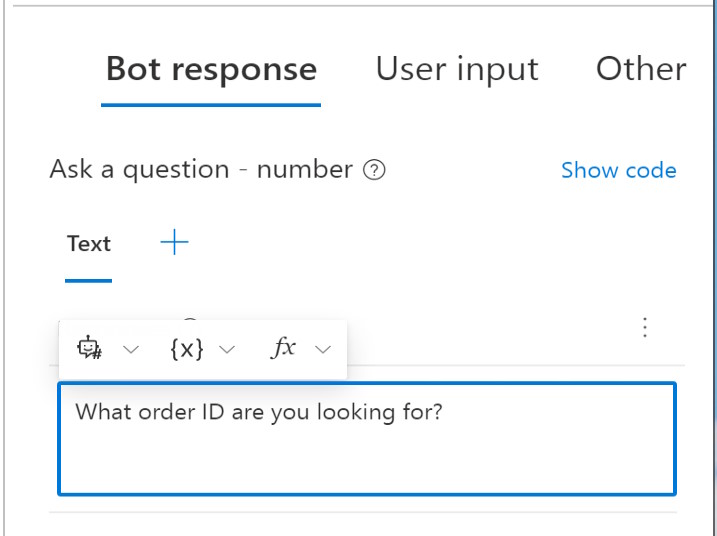 Bot response User input Other
Ask a question - number ? Show code
Text +
# {x} fx
What order ID are you looking for?